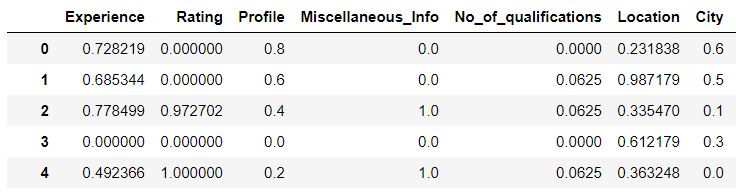 Experience Rating Profile Miscellaneous_Info No_of_qualifications Location City
0 0.728219 0.000000 0.8 0.0 0.0000 0.231838 0.6
1 0.685344 0.000000 0.6 0.0 0.0625 0.987179 0.5
2 0.778499 0.972702 0.4 1.0 0.0625 0.335470 0.1
3 0.000000 0.000000 0.0 0.0 0.0000 0.612179 0.3
4 0.492366 1.000000 0.2 1.0 0.0625 0.363248 0.0